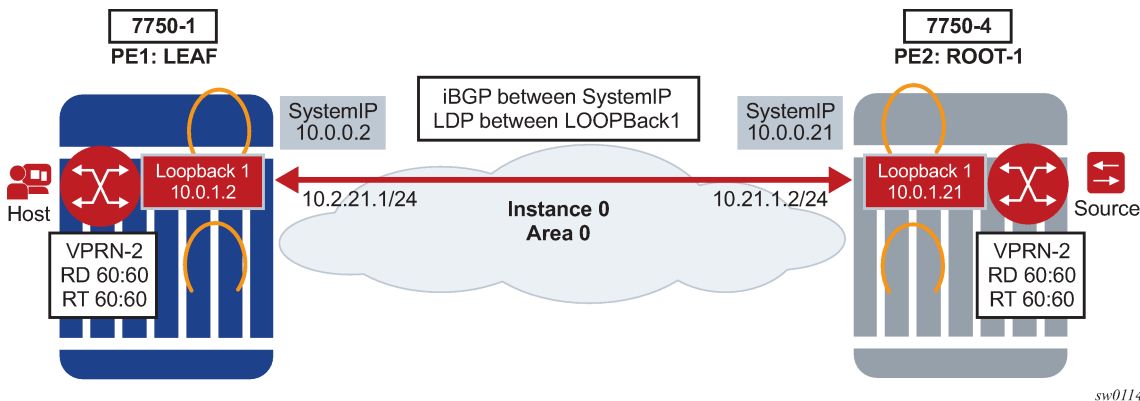 7750-1
PE1: LEAF
7750-4
PE2: ROOT-1
iBGP between SystemIP
LDP between LOOPBack1
SystemIP
10.0.0.2
SystemIP
10.0.0.21
Host
Loopback 1
10.0.1.2
10.2.21.1/24
10.21.1.2/24
Loopback 1
10.0.1.21
Source
Instance 0
Area 0
VPRN-2
RD 60:60
RT 60:60
VPRN-2
RD 60:60
RT 60:60
sw0114